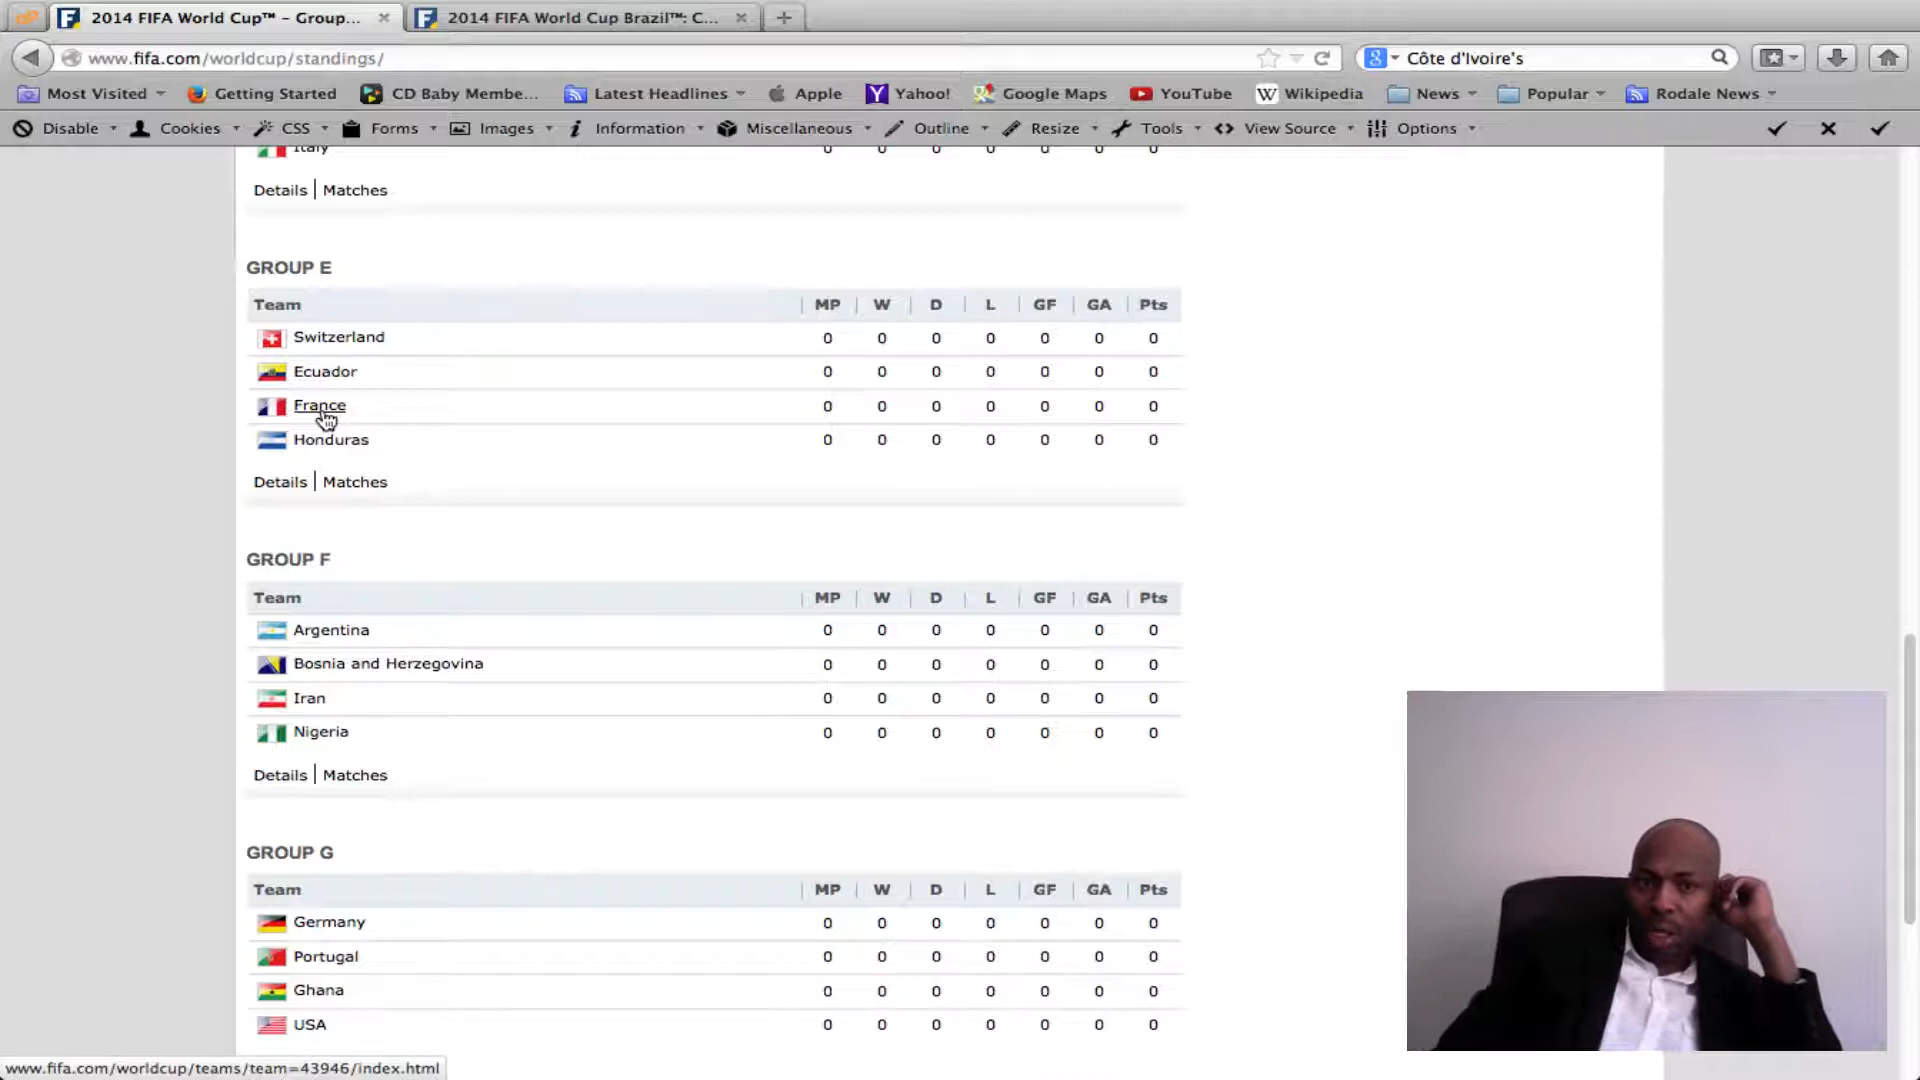 2014 FIFA World Cup™ – Group... 2014 FIFA World Cup Brazil™: C...
www.fifa.com/worldcup/standings/ Côte d'Ivoire's
Most Visited Getting Started CD Baby Membe... Latest Headlines Apple Yahoo! Google Maps YouTube Wikipedia News Popular Rodale News
Disable Cookies CSS Forms Images Information Miscellaneous Outline Resize Tools View Source Options
Italy 0 0 0 0 0 0 0
Details | Matches
GROUP E
Team MP W D L GF GA Pts
Switzerland 0 0 0 0 0 0 0
Ecuador 0 0 0 0 0 0 0
France 0 0 0 0 0 0 0
Honduras 0 0 0 0 0 0 0
Details | Matches
GROUP F
Team MP W D L GF GA Pts
Argentina 0 0 0 0 0 0 0
Bosnia and Herzegovina 0 0 0 0 0 0 0
Iran 0 0 0 0 0 0 0
Nigeria 0 0 0 0 0 0 0
Details | Matches
GROUP G
Team MP W D L GF GA Pts
Germany 0 0 0 0 0 0 0
Portugal 0 0 0 0 0 0 0
Ghana 0 0 0 0 0 0 0
USA 0 0 0 0 0 0 0
www.fifa.com/worldcup/teams/team=43946/index.html